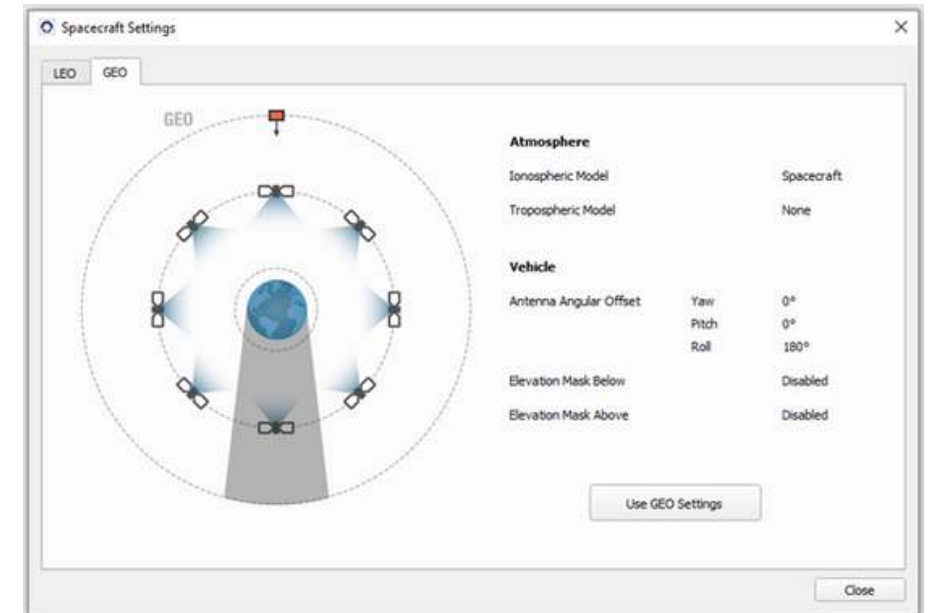 Spacecraft Settings
LEO GEO
GEO
Atmosphere
Ionospheric Model Spacecraft
Tropospheric Model None
Vehicle
Antenna Angular Offset Yaw 0°
Pitch 0°
Roll 180°
Elevation Mask Below Disabled
Elevation Mask Above Disabled
Use GEO Settings
Close